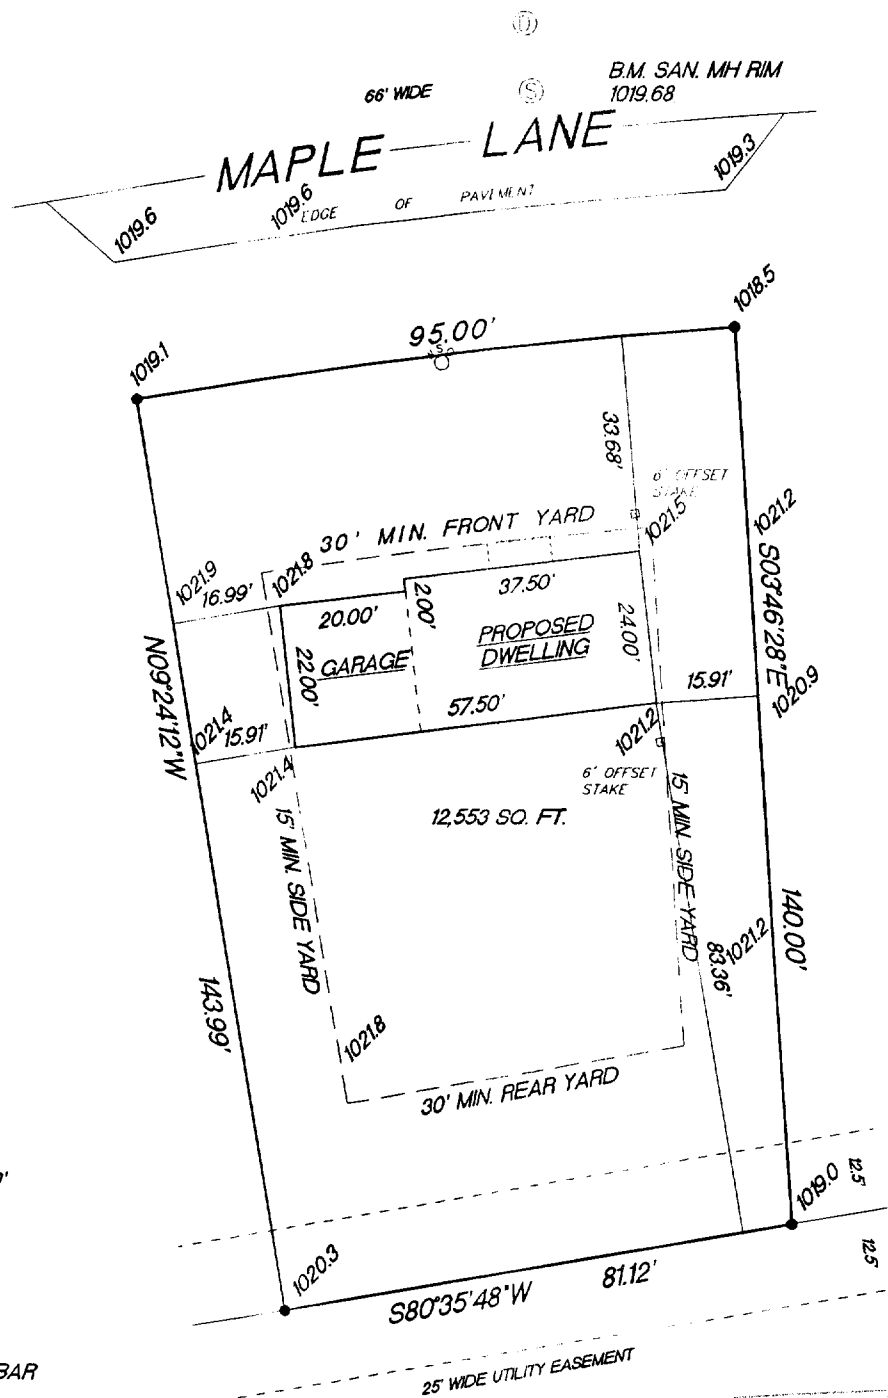 D
B.M. SAN. MH RIM
1019.68
66' WIDE
S
MAPLE LANE
1019.3
1019.6
1019.6
EDGE OF PAVEMENT
1018.5
95.00'
1019.1
33.68'
6' OFFSET
STAKE
30' MIN. FRONT YARD
1021.5
1021.2
1021.9
16.99'
1021.8
20.00'
2.00'
37.50'
S03°46'28"E
PROPOSED
DWELLING
24.00'
GARAGE
22.00'
N09°24'12"W
57.50'
15.91'
1020.9
1021.4
15.91'
1021.4
1021.2
6' OFFSET
STAKE
12,553 SQ. FT.
15' MIN. SIDE YARD
15' MIN. SIDE YARD
83.36'
1021.2
140.00'
143.99'
1021.8
30' MIN. REAR YARD
12.5'
1019.0
12.5'
1020.3
S80°35'48"W
81.12'
BAR
25' WIDE UTILITY EASEMENT